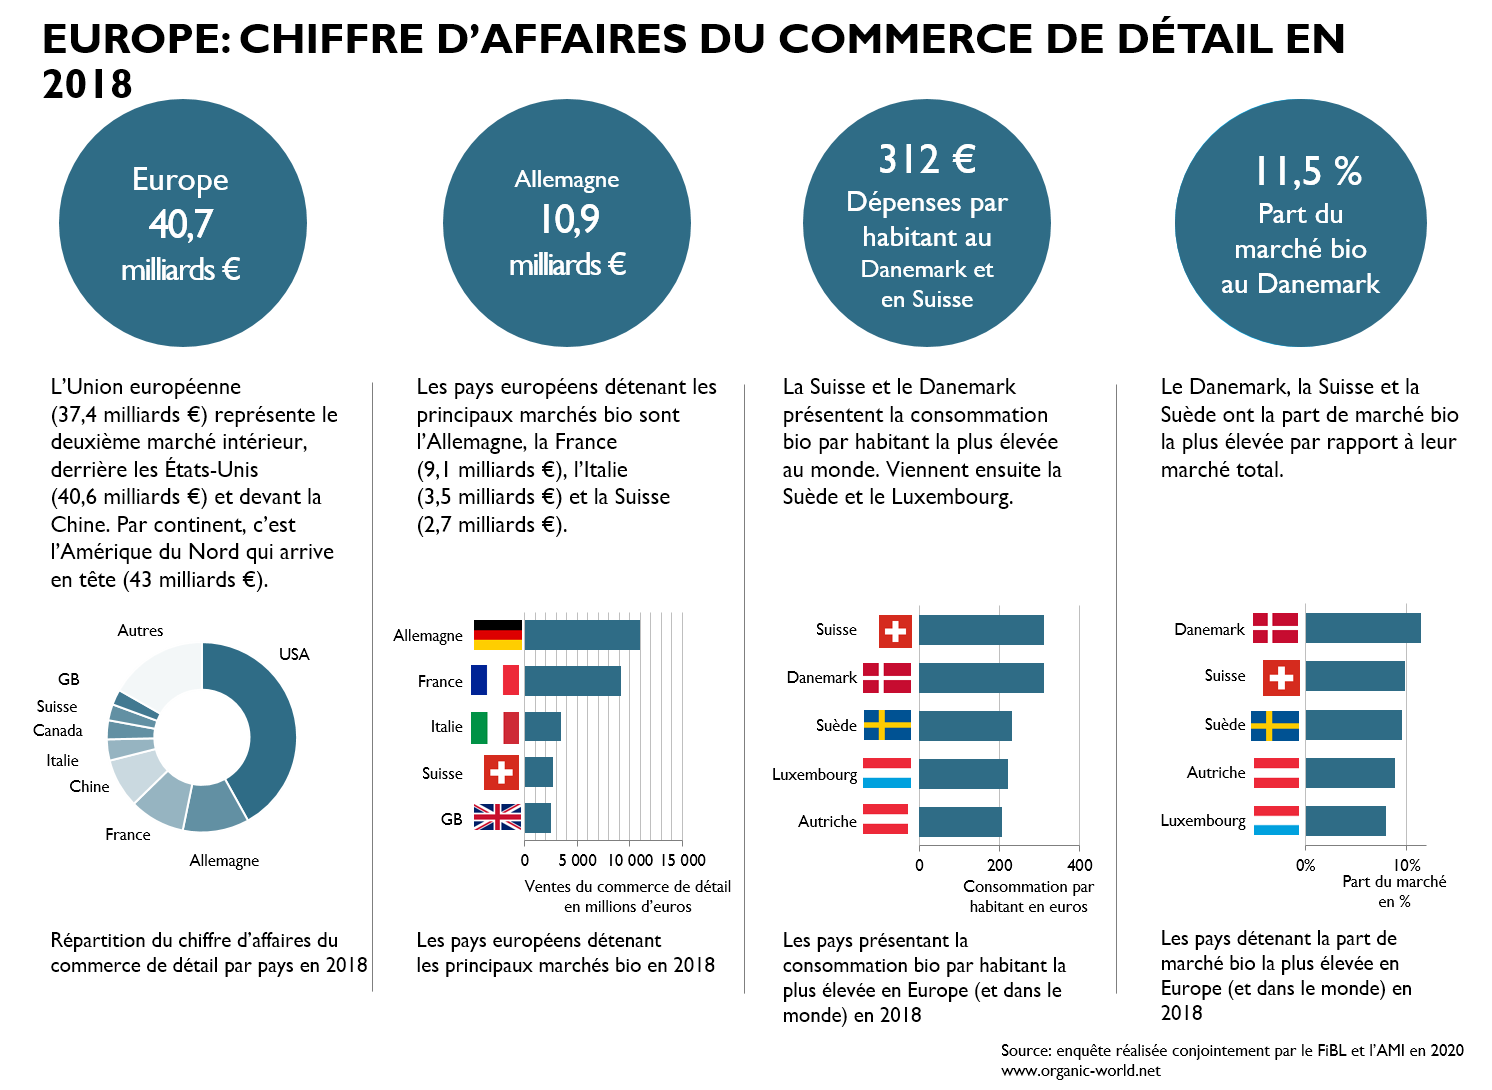 EUROPE: CHIFFRE D’AFFAIRES DU COMMERCE DE DÉTAIL EN
2018
Europe
40,7
milliards €
Allemagne
10,9
milliards €
312 €
Dépenses par
habitant au
Danemark et
en Suisse
11,5 %
Part du
marché bio
au Danemark
L’Union européenne
(37,4 milliards €) représente le
deuxième marché intérieur,
derrière les États-Unis
(40,6 milliards €) et devant la
Chine. Par continent, c’est
l’Amérique du Nord qui arrive
en tête (43 milliards €).
Les pays européens détenant les
principaux marchés bio sont
l’Allemagne, la France
(9,1 milliards €), l’Italie
(3,5 milliards €) et la Suisse
(2,7 milliards €).
La Suisse et le Danemark
présentent la consommation
bio par habitant la plus élevée
au monde. Viennent ensuite la
Suède et le Luxembourg.
Le Danemark, la Suisse et la
Suède ont la part de marché bio
la plus élevée par rapport à leur
marché total.
Autres
USA
GB
Suisse
Canada
Italie
Chine
France
Allemagne
Répartition du chiffre d’affaires du
commerce de détail par pays en 2018
Allemagne
France
Italie
Suisse
GB
0 5 000 10 000 15 000
Ventes du commerce de détail
en millions d’euros
Les pays européens détenant
les principaux marchés bio en 2018
Suisse
Danemark
Suède
Luxembourg
Autriche
0 200 400
Consommation par
habitant en euros
Les pays présentant la
consommation bio par habitant la
plus élevée en Europe (et dans le
monde) en 2018
Danemark
Suisse
Suède
Autriche
Luxembourg
0% 10%
Part du marché
en %
Les pays détenant la part de
marché bio la plus élevée en
Europe (et dans le monde) en
2018
Source: enquête réalisée conjointement par le FiBL et l’AMI en 2020
www.organic-world.net